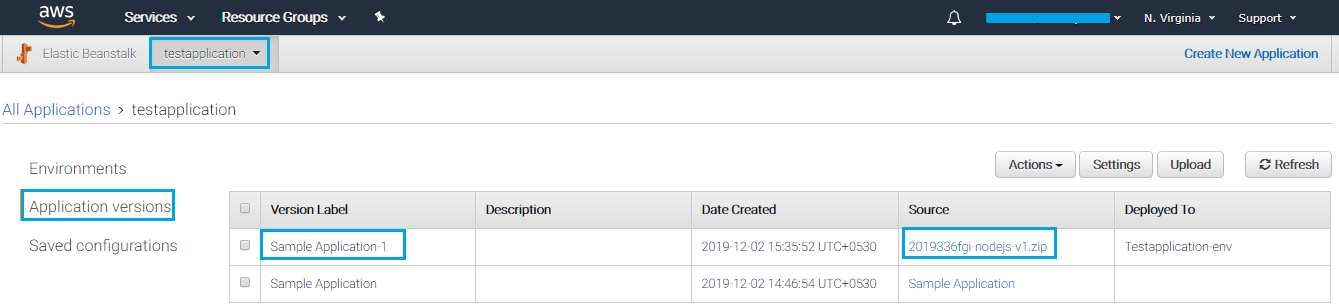 aws Services Resource Groups N. Virginia Support
Elastic Beanstalk testapplication Create New Application
All Applications > testapplication
Environments
Application versions
Saved configurations
Actions Settings Upload Refresh
Version Label Description Date Created Source Deployed To
Sample Application-1 2019-12-02 15:35:52 UTC+0530 2019336fgi-nodejs-v1.zip Testapplication-env
Sample Application 2019-12-02 14:46:54 UTC+0530 Sample Application